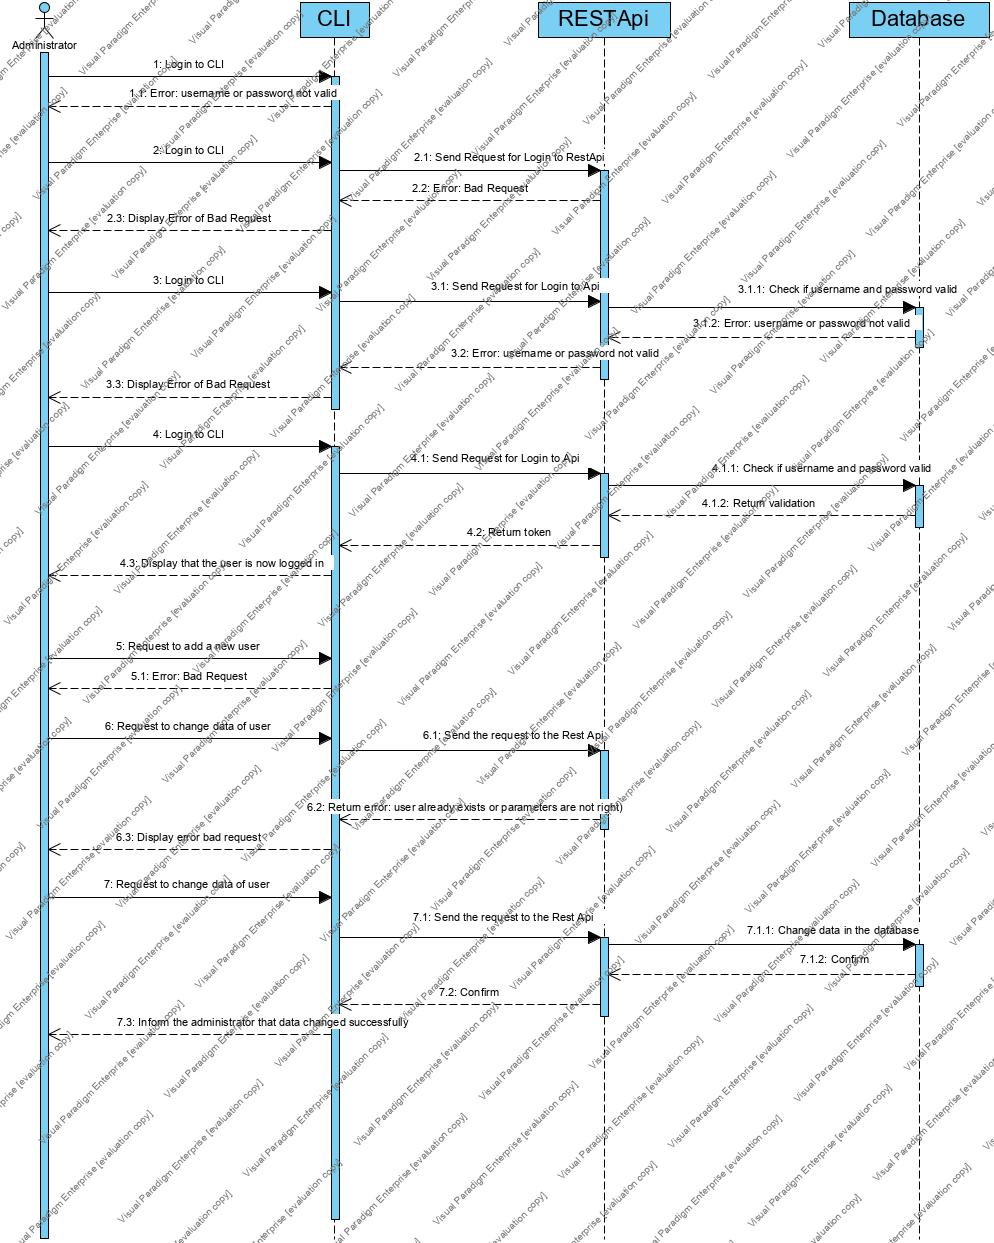 CLI
RESTApi
Database
Administrator
1: Login to CLI
1.1: Error: username or password not valid
2: Login to CLI
2.1: Send Request for Login to RestApi
2.2: Error: Bad Request
2.3: Display Error of Bad Request
3: Login to CLI
3.1: Send Request for Login to Api
3.1.1: Check if username and password valid
3.1.2: Error: username or password not valid
3.2: Error: username or password not valid
3.3: Display Error of Bad Request
4: Login to CLI
4.1: Send Request for Login to Api
4.1.1: Check if username and password valid
4.1.2: Return validation
4.2: Return token
4.3: Display that the user is now logged in
5: Request to add a new user
5.1: Error: Bad Request
6: Request to change data of user
6.1: Send the request to the Rest Api
6.2: Return error: user already exists or parameters are not right)
6.3: Display error bad request
7: Request to change data of user
7.1: Send the request to the Rest Api
7.1.1: Change data in the database
7.1.2: Confirm
7.2: Confirm
7.3: Inform the administrator that data changed successfully
Visual Paradigm Enterprise [evaluation copy]